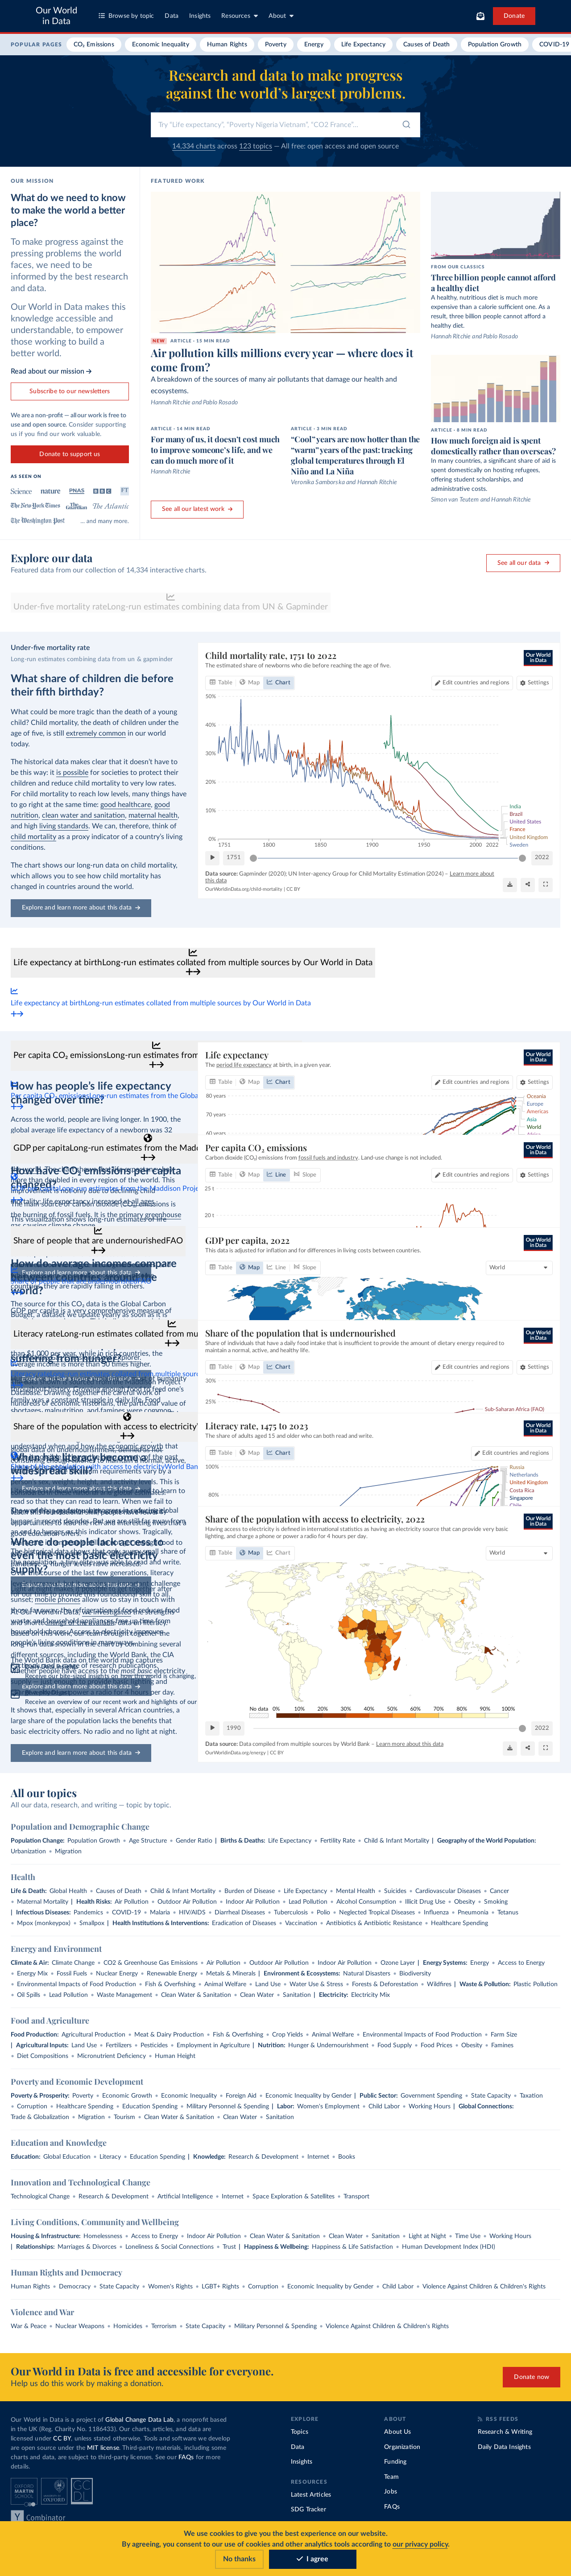 Our World
in Data
Browse by topic
Data
Insights
Resources
About
Donate
POPULAR PAGES
CO₂ Emissions
Economic Inequality
Human Rights
Poverty
Energy
Life Expectancy
Causes of Death
Population Growth
COVID-19
Research and data to make progress
against the world's largest problems.
Try "Life expectancy", "Poverty Nigeria Vietnam", "CO2 France"...
14,334 charts across 123 topics — All free: open access and open source
OUR MISSION
What do we need to know
to make the world a better
place?
To make progress against the
pressing problems the world
faces, we need to be
informed by the best research
and data.
Our World in Data makes this
knowledge accessible and
understandable, to empower
those working to build a
better world.
Read about our mission →
Subscribe to our newsletters
We are a non-profit — all our work is free to
use and open source. Consider supporting
us if you find our work valuable.
Donate to support us
AS SEEN ON
Science
nature
PNAS
BBC
FT
The New York Times
The Guardian
The Atlantic
The Washington Post
... and many more.
FEATURED WORK
NEW ARTICLE • 15 MIN READ
Air pollution kills millions every year — where does it
come from?
A breakdown of the sources of many air pollutants that damage our health and
ecosystems.
Hannah Ritchie and Pablo Rosado
ARTICLE • 14 MIN READ
For many of us, it doesn't cost much
to improve someone's life, and we
can do much more of it
Hannah Ritchie
ARTICLE • 3 MIN READ
"Cool" years are now hotter than the
"warm" years of the past: tracking
global temperatures through El
Niño and La Niña
Veronika Samborska and Hannah Ritchie
See all our latest work →
FROM OUR CLASSICS
Three billion people cannot afford
a healthy diet
A healthy, nutritious diet is much more
expensive than a calorie sufficient one. As a
result, three billion people cannot afford a
healthy diet.
Hannah Ritchie and Pablo Rosado
ARTICLE • 8 MIN READ
How much foreign aid is spent
domestically rather than overseas?
In many countries, a significant share of aid is
spent domestically on hosting refugees,
offering student scholarships, and
administrative costs.
Simon van Teutem and Hannah Ritchie
Explore our data
Featured data from our collection of 14,334 interactive charts.
See all our data →
Under-five mortality rateLong-run estimates combining data from UN & Gapminder
Under-five mortality rate
Long-run estimates combining data from un & gapminder
What share of children die before
their fifth birthday?
What could be more tragic than the death of a young
child? Child mortality, the death of children under the
age of five, is still extremely common in our world
today.
The historical data makes clear that it doesn't have to
be this way: it is possible for societies to protect their
children and reduce child mortality to very low rates.
For child mortality to reach low levels, many things have
to go right at the same time: good healthcare, good
nutrition, clean water and sanitation, maternal health,
and high living standards. We can, therefore, think of
child mortality as a proxy indicator of a country's living
conditions.
The chart shows our long-run data on child mortality,
which allows you to see how child mortality has
changed in countries around the world.
Explore and learn more about this data →
Child mortality rate, 1751 to 2022
The estimated share of newborns who die before reaching the age of five.
Our World
in Data
Table
Map
Chart
Edit countries and regions
Settings
50%
40%
30%
20%
10%
0%
1751
1800
1850
1900
1950
2000
2022
India
Brazil
United States
France
United Kingdom
Sweden
1751
2022
Data source: Gapminder (2020); UN Inter-agency Group for Child Mortality Estimation (2024) – Learn more about
this data
OurWorldinData.org/child-mortality | CC BY
Life expectancy at birthLong-run estimates collated from multiple sources by Our World in Data
Life expectancy at birthLong-run estimates collated from multiple sources by Our World in Data
Per capita CO₂ emissionsLong-run estimates from
Per capita CO₂ emissionsLong-run estimates from the Global
How has people's life expectancy
changed over time?
Across the world, people are living longer. In 1900, the
average life expectancy of a newborn was 32
GDP per capitaLong-run estimates from the Madd
How have CO₂ emissions per capita
changed?
the burning of fossil fuels. It is the primary greenhouse
Share of people that are undernourishedFAO
How do average incomes compare
between countries around the
world?
Literacy rateLong-run estimates collated from mu
suffering from hunger?
Share of the population with access to electricity
When has literacy become a
widespread skill?
Explore and learn more about this data →
Why do people lack access to
even the most basic electricity
supply?
It shows that, especially in several African countries, a
large share of the population lacks the benefits that
basic electricity offers. No radio and no light at night.
Explore and learn more about this data →
Life expectancy
The period life expectancy at birth, in a given year.
Our World
in Data
Table
Map
Chart
Edit countries and regions
Settings
80 years
70 years
60 years
Oceania
Europe
Americas
Asia
World
Per capita CO₂ emissions
Carbon dioxide (CO₂) emissions from fossil fuels and industry. Land-use change is not included.
Our World
in Data
Table
Map
Line
Slope
Edit countries and regions
Settings
25 t
20 t
GDP per capita, 2022
This data is adjusted for inflation and for differences in living costs between countries.
Our World
in Data
Table
Map
Line
Slope
World
Share of the population that is undernourished
Share of individuals that have a daily food intake that is insufficient to provide the amount of dietary energy required to
maintain a normal, active, and healthy life.
Our World
in Data
Table
Map
Chart
Edit countries and regions
Settings
30%
25%
Sub-Saharan Africa (FAO)
Literacy rate, 1475 to 2023
The share of adults aged 15 and older who can both read and write.
Our World
in Data
Table
Map
Chart
Edit countries and regions
100%
80%
Russia
Netherlands
United Kingdom
Costa Rica
Singapore
Chile
Share of the population with access to electricity, 2022
Having access to electricity is defined in international statistics as having an electricity source that can provide very basic
lighting, and can charge a phone or power a radio for 4 hours per day.
Our World
in Data
Table
Map
Chart
World
No data
0%
10%
20%
30%
40%
50%
60%
70%
80%
90%
100%
1990
2022
Data source: Data compiled from multiple sources by World Bank – Learn more about this data
OurWorldinData.org/energy | CC BY
All our topics
All our data, research, and writing — topic by topic.
Population and Demographic Change
Population Change: Population Growth • Age Structure • Gender Ratio | Births & Deaths: Life Expectancy • Fertility Rate • Child & Infant Mortality | Geography of the World Population:
Urbanization • Migration
Health
Life & Death: Global Health • Causes of Death • Child & Infant Mortality • Burden of Disease • Life Expectancy • Mental Health • Suicides • Cardiovascular Diseases • Cancer
• Maternal Mortality | Health Risks: Air Pollution • Outdoor Air Pollution • Indoor Air Pollution • Lead Pollution • Alcohol Consumption • Illicit Drug Use • Obesity • Smoking
| Infectious Diseases: Pandemics • COVID-19 • Malaria • HIV/AIDS • Diarrheal Diseases • Tuberculosis • Polio • Neglected Tropical Diseases • Influenza • Pneumonia • Tetanus
• Mpox (monkeypox) • Smallpox | Health Institutions & Interventions: Eradication of Diseases • Vaccination • Antibiotics & Antibiotic Resistance • Healthcare Spending
Energy and Environment
Climate & Air: Climate Change • CO2 & Greenhouse Gas Emissions • Air Pollution • Outdoor Air Pollution • Indoor Air Pollution • Ozone Layer | Energy Systems: Energy • Access to Energy
• Energy Mix • Fossil Fuels • Nuclear Energy • Renewable Energy • Metals & Minerals | Environment & Ecosystems: Natural Disasters • Biodiversity
• Environmental Impacts of Food Production • Fish & Overfishing • Animal Welfare • Land Use • Water Use & Stress • Forests & Deforestation • Wildfires | Waste & Pollution: Plastic Pollution
• Oil Spills • Lead Pollution • Waste Management • Clean Water & Sanitation • Clean Water • Sanitation | Electricity: Electricity Mix
Food and Agriculture
Food Production: Agricultural Production • Meat & Dairy Production • Fish & Overfishing • Crop Yields • Animal Welfare • Environmental Impacts of Food Production • Farm Size
| Agricultural Inputs: Land Use • Fertilizers • Pesticides • Employment in Agriculture | Nutrition: Hunger & Undernourishment • Food Supply • Food Prices • Obesity • Famines
• Diet Compositions • Micronutrient Deficiency • Human Height
Poverty and Economic Development
Poverty & Prosperity: Poverty • Economic Growth • Economic Inequality • Foreign Aid • Economic Inequality by Gender | Public Sector: Government Spending • State Capacity • Taxation
• Corruption • Healthcare Spending • Education Spending • Military Personnel & Spending | Labor: Women's Employment • Child Labor • Working Hours | Global Connections:
Trade & Globalization • Migration • Tourism • Clean Water & Sanitation • Clean Water • Sanitation
Education and Knowledge
Education: Global Education • Literacy • Education Spending | Knowledge: Research & Development • Internet • Books
Innovation and Technological Change
Technological Change • Research & Development • Artificial Intelligence • Internet • Space Exploration & Satellites • Transport
Living Conditions, Community and Wellbeing
Housing & Infrastructure: Homelessness • Access to Energy • Indoor Air Pollution • Clean Water & Sanitation • Clean Water • Sanitation • Light at Night • Time Use • Working Hours
| Relationships: Marriages & Divorces • Loneliness & Social Connections • Trust | Happiness & Wellbeing: Happiness & Life Satisfaction • Human Development Index (HDI)
Human Rights and Democracy
Human Rights • Democracy • State Capacity • Women's Rights • LGBT+ Rights • Corruption • Economic Inequality by Gender • Child Labor • Violence Against Children & Children's Rights
Violence and War
War & Peace • Nuclear Weapons • Homicides • Terrorism • State Capacity • Military Personnel & Spending • Violence Against Children & Children's Rights
Our World in Data is free and accessible for everyone.
Help us do this work by making a donation.
Donate now
Our World in Data is a project of Global Change Data Lab, a nonprofit based
in the UK (Reg. Charity No. 1186433). Our charts, articles, and data are
licensed under CC BY, unless stated otherwise. Tools and software we develop
are under the MIT license. Third-party materials, including some
charts and data, are subject to third-party licenses. See our FAQs for more
details.
OXFORD
MARTIN
SCHOOL
UNIVERSITY OF
OXFORD
GC
DL
Y Combinator
EXPLORE
Topics
Data
Insights
RESOURCES
Latest Articles
SDG Tracker
ABOUT
About Us
Organization
Funding
Team
Jobs
FAQs
RSS FEEDS
Research & Writing
Daily Data Insights
We use cookies to give you the best experience on our website.
By agreeing, you consent to our use of cookies and other analytics tools according to our privacy policy.
No thanks
I agree